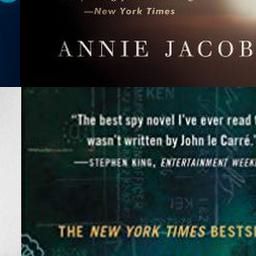 —New York Times
ANNIE JACOB
"The best spy novel I've ever read t
wasn't written by John le Carré."
—STEPHEN KING, ENTERTAINMENT WEEK
THE NEW YORK TIMES BESTS